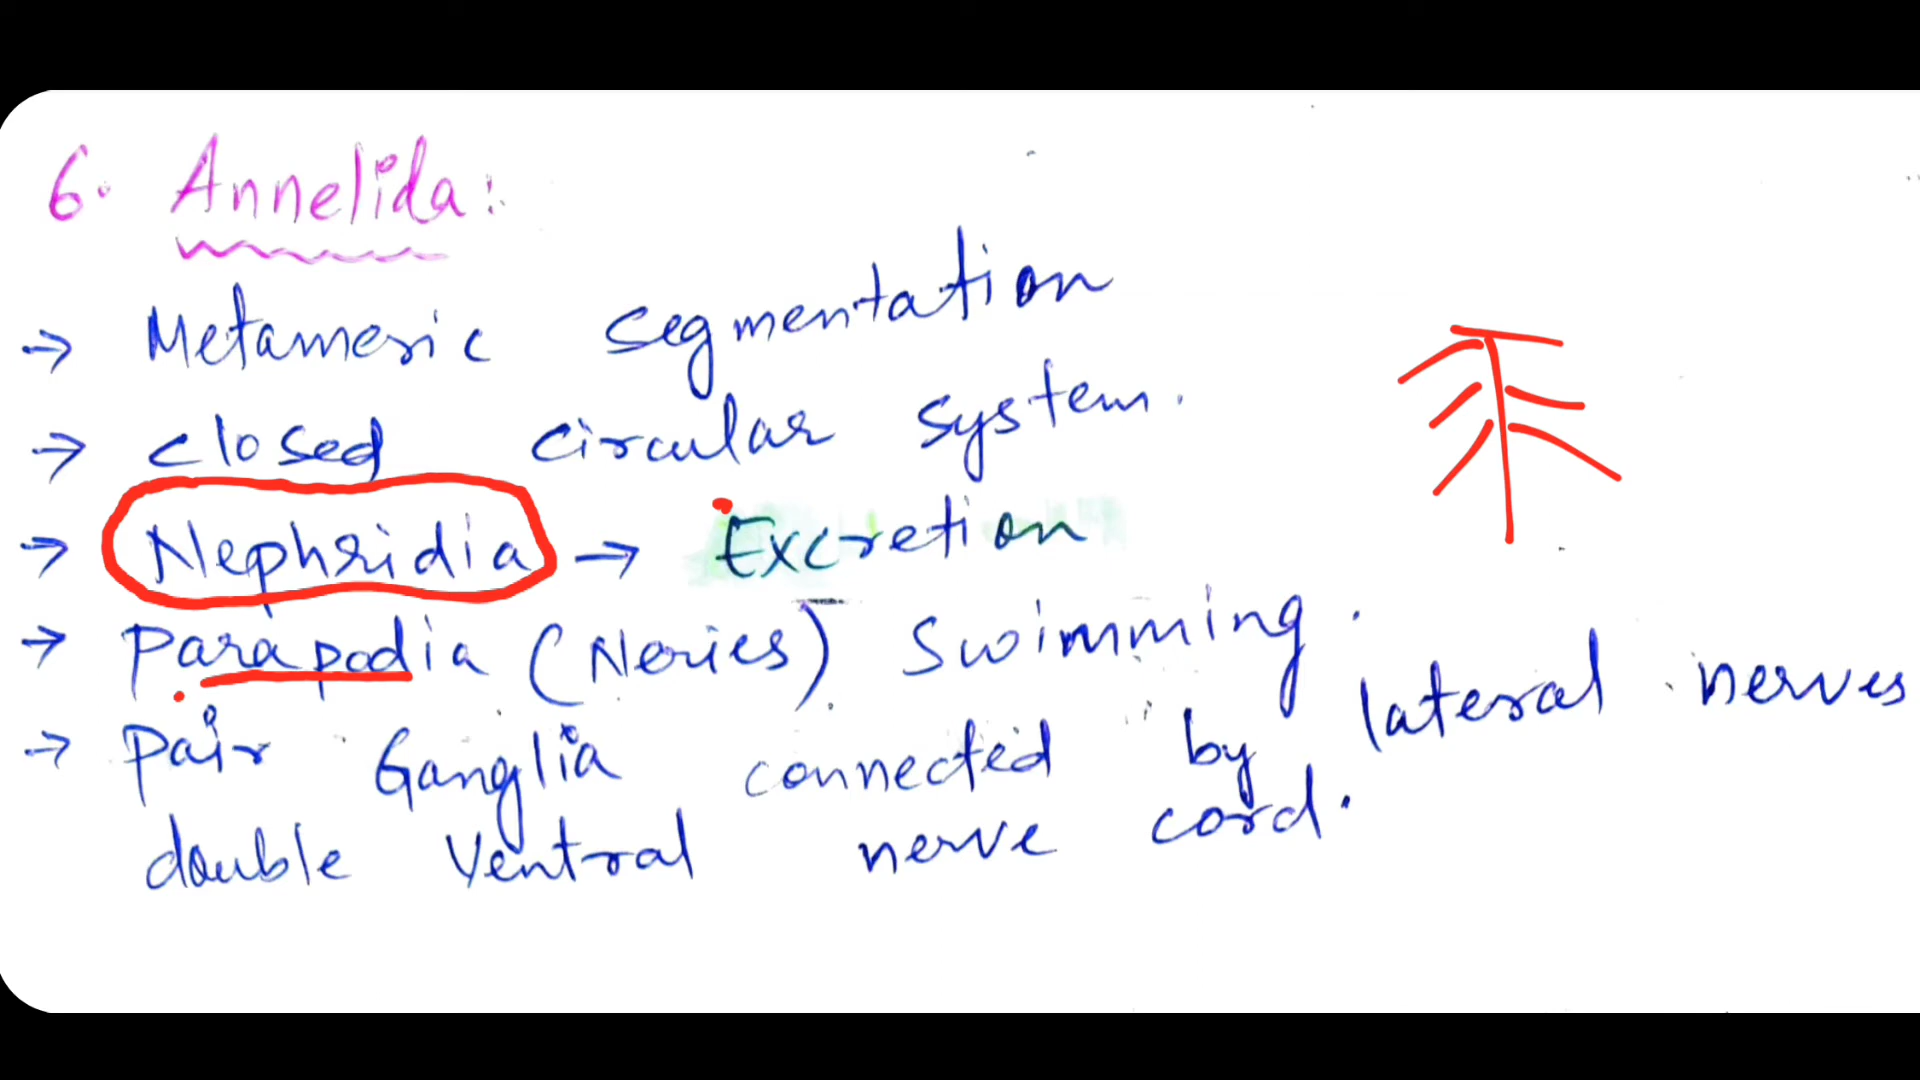 6. Annelida:
→ Metameric segmentation
→ closed circular system.
→ Nephridia → Excretion
→ Parapodia (Neries) Swimming.
→ Pair Ganglia connected by lateral nerves
double Ventral nerve cord.